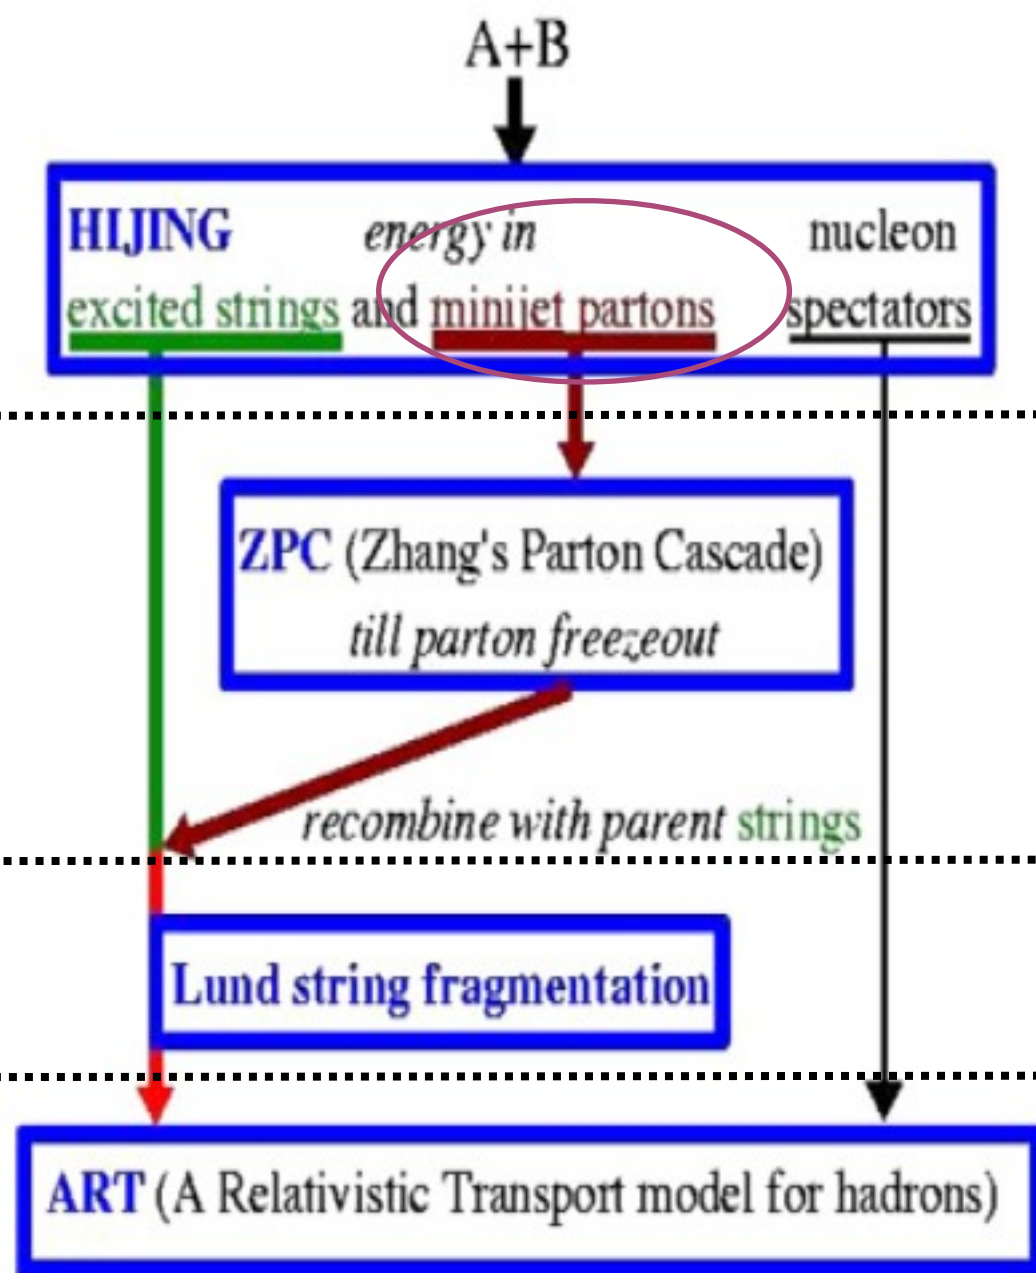 A+B
HIJING energy in nucleon
excited strings and minijet partons spectators
ZPC (Zhang's Parton Cascade)
till parton freezeout
recombine with parent strings
Lund string fragmentation
ART (A Relativistic Transport model for hadrons)